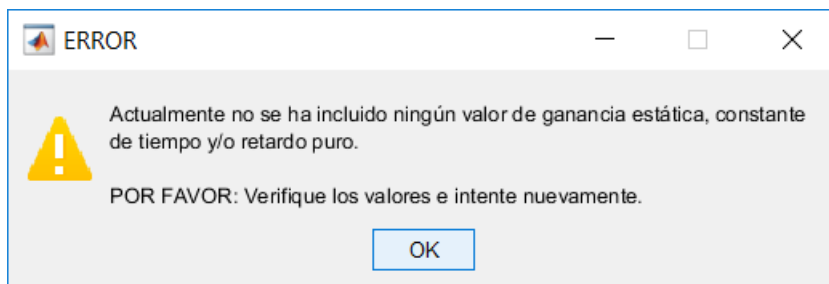 ERROR
Actualmente no se ha incluido ningún valor de ganancia estática, constante
de tiempo y/o retardo puro.
POR FAVOR: Verifique los valores e intente nuevamente.
OK